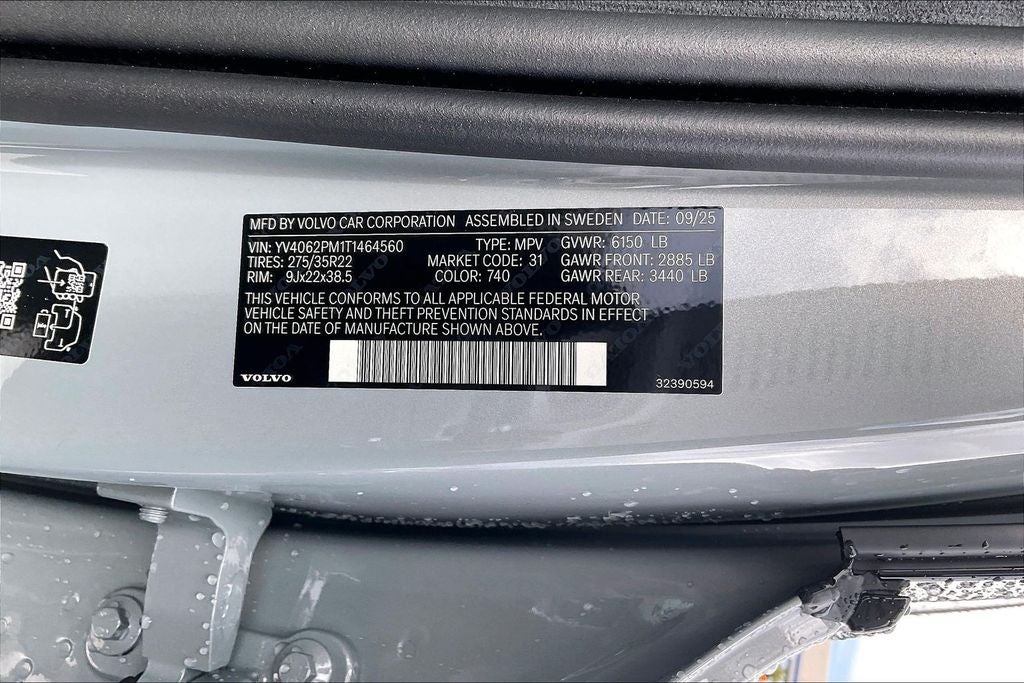 MFD BY VOLVO CAR CORPORATION ASSEMBLED IN SWEDEN DATE: 09/25
VIN: YV4062PM1T1464560 TYPE: MPV GVWR: 6150 LB
TIRES: 275/35R22 MARKET CODE: 31 GAWR FRONT: 2885 LB
RIM: 9Jx22x38.5 COLOR: 740 GAWR REAR: 3440 LB
THIS VEHICLE CONFORMS TO ALL APPLICABLE FEDERAL MOTOR
VEHICLE SAFETY AND THEFT PREVENTION STANDARDS IN EFFECT
ON THE DATE OF MANUFACTURE SHOWN ABOVE.
VOLVO 32390594